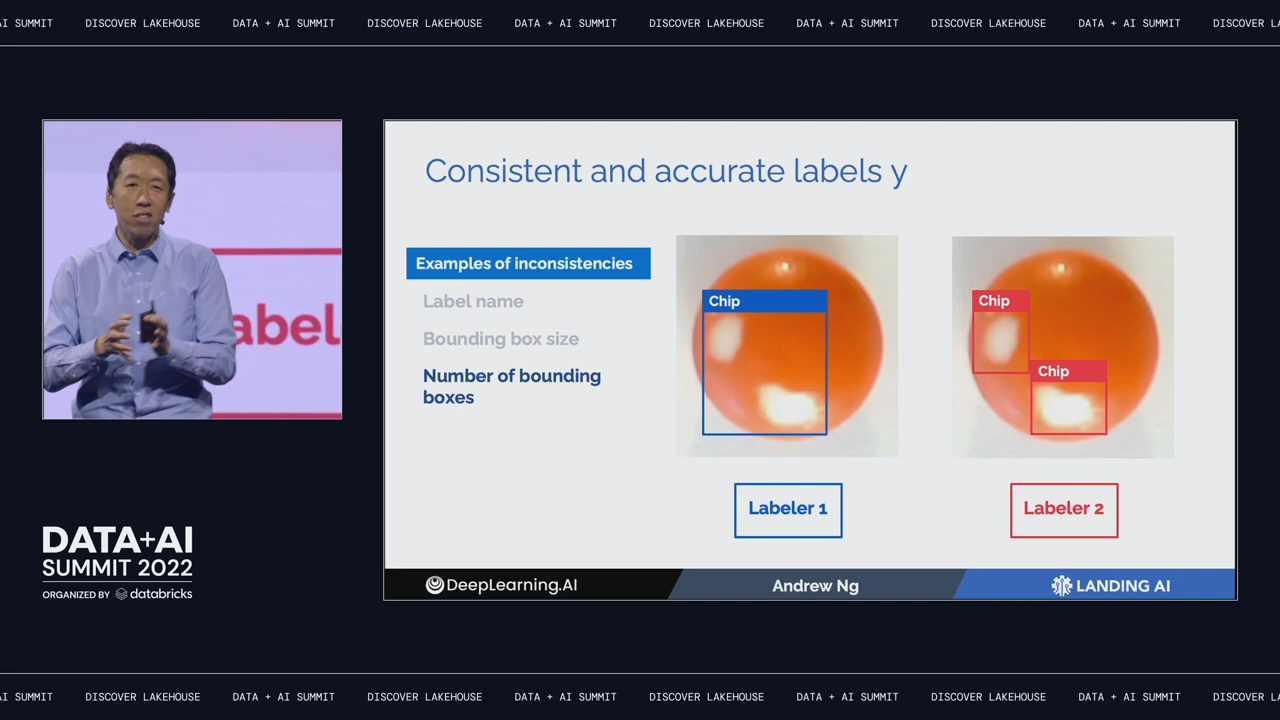 AI SUMMIT DISCOVER LAKEHOUSE DATA + AI SUMMIT DISCOVER LAKEHOUSE DATA + AI SUMMIT DISCOVER LAKEHOUSE DATA + AI SUMMIT DISCOVER LAKEHOUSE DATA + AI SUMMIT DISCOVER LA
abel
DATA+AI
SUMMIT 2022
ORGANIZED BY databricks
Consistent and accurate labels y
Examples of inconsistencies
Label name
Bounding box size
Number of bounding
boxes
Chip
Labeler 1
Chip
Chip
Labeler 2
DeepLearning.AI Andrew Ng LANDING AI
AI SUMMIT DISCOVER LAKEHOUSE DATA + AI SUMMIT DISCOVER LAKEHOUSE DATA + AI SUMMIT DISCOVER LAKEHOUSE DATA + AI SUMMIT DISCOVER LAKEHOUSE DATA + AI SUMMIT DISCOVER LA